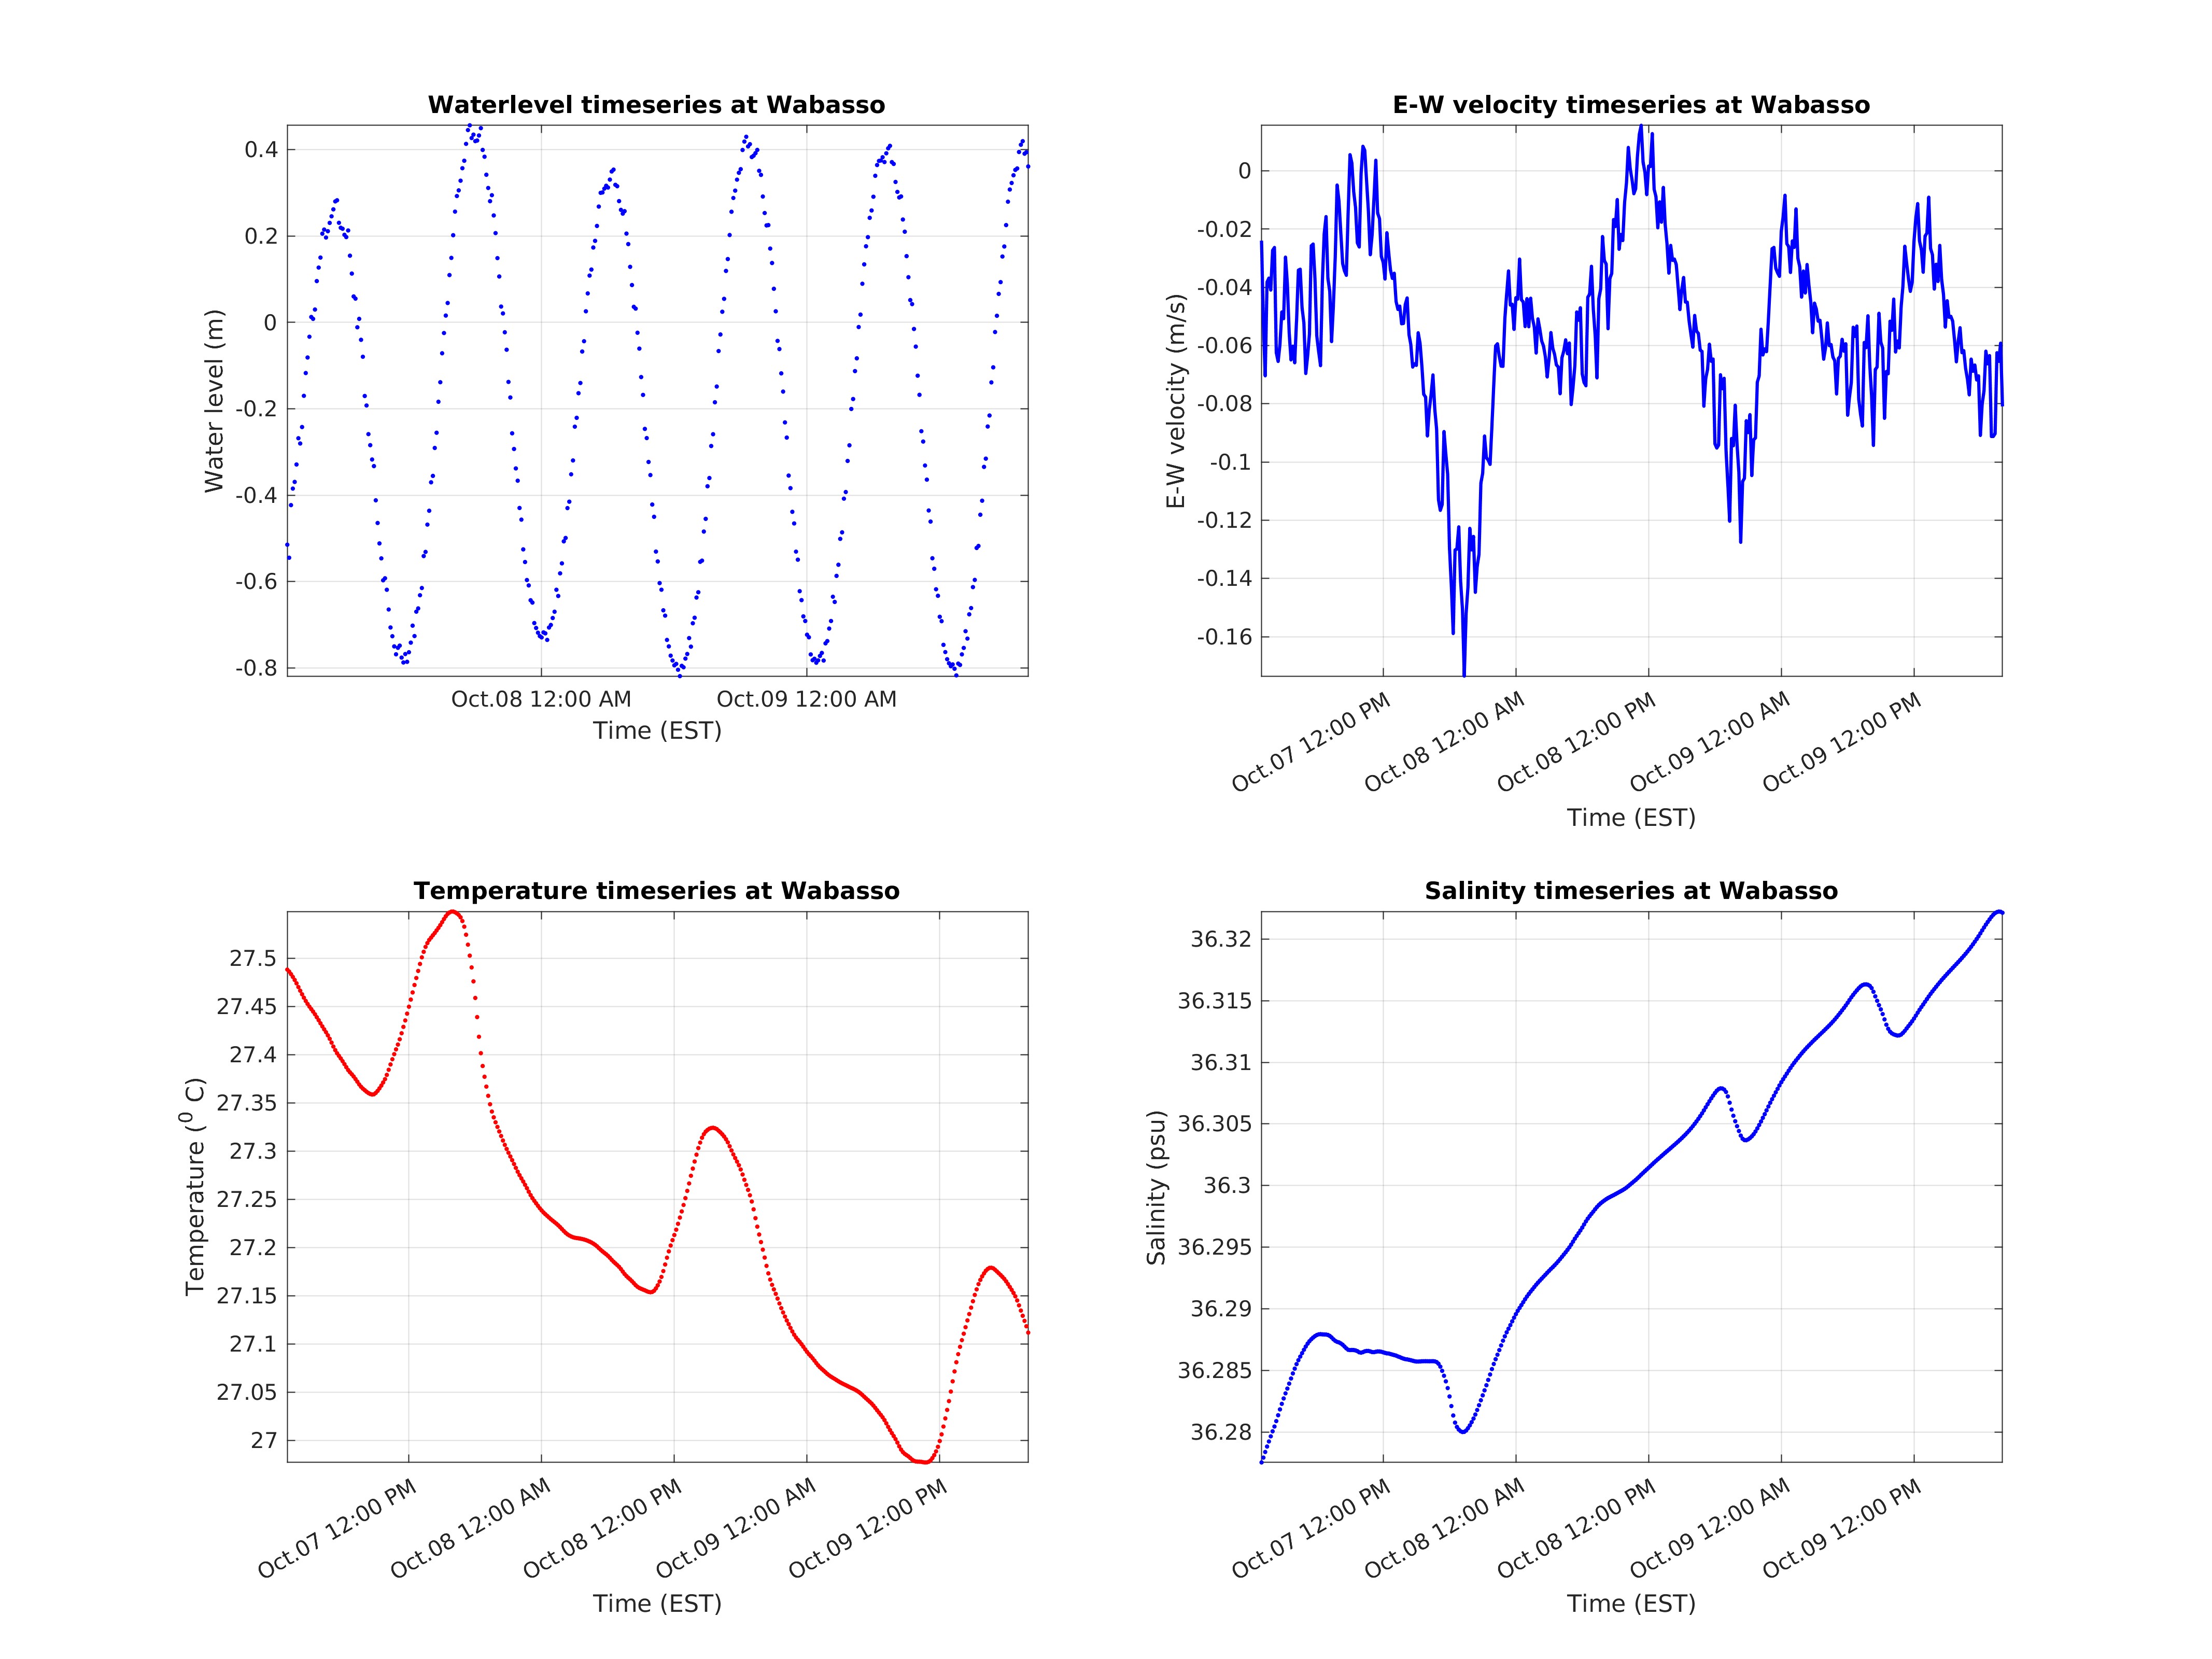 Waterlevel timeseries at Wabasso
0.4
0.2
0
-0.2
-0.4
-0.6
-0.8
Water level (m)
Oct.08 12:00 AM
Oct.09 12:00 AM
Time (EST)
E-W velocity timeseries at Wabasso
0
-0.02
-0.04
-0.06
-0.08
-0.1
-0.12
-0.14
-0.16
E-W velocity (m/s)
Oct.07 12:00 PM
Oct.08 12:00 AM
Oct.08 12:00 PM
Oct.09 12:00 AM
Oct.09 12:00 PM
Time (EST)
Temperature timeseries at Wabasso
27.5
27.45
27.4
27.35
27.3
27.25
27.2
27.15
27.1
27.05
27
Temperature (⁰ C)
Oct.07 12:00 PM
Oct.08 12:00 AM
Oct.08 12:00 PM
Oct.09 12:00 AM
Oct.09 12:00 PM
Time (EST)
Salinity timeseries at Wabasso
36.32
36.315
36.31
36.305
36.3
36.295
36.29
36.285
36.28
Salinity (psu)
Oct.07 12:00 PM
Oct.08 12:00 AM
Oct.08 12:00 PM
Oct.09 12:00 AM
Oct.09 12:00 PM
Time (EST)